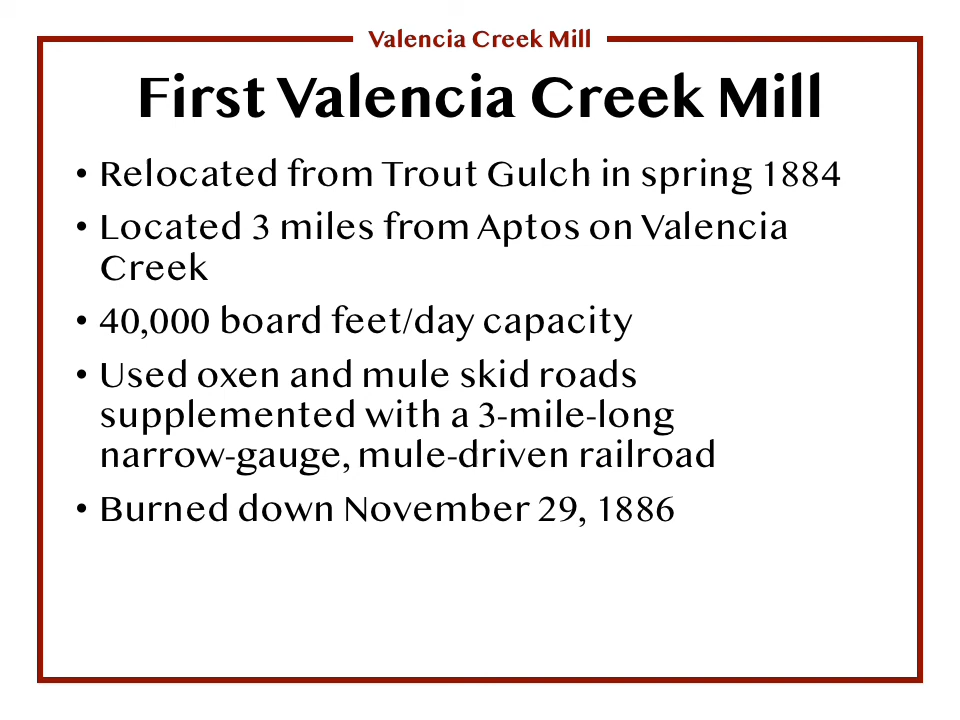 Valencia Creek Mill
First Valencia Creek Mill
• Relocated from Trout Gulch in spring 1884
• Located 3 miles from Aptos on Valencia
Creek
• 40,000 board feet/day capacity
• Used oxen and mule skid roads
supplemented with a 3-mile-long
narrow-gauge, mule-driven railroad
• Burned down November 29, 1886